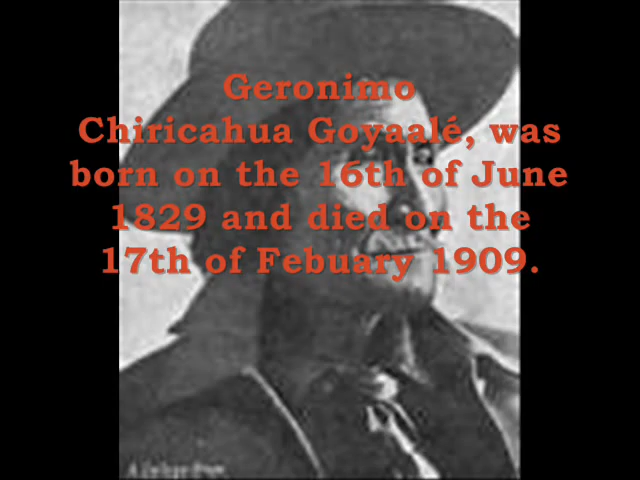 Geronimo
Chiricahua Goyaalé, was
born on the 16th of June
1829 and died on the
17th of Febuary 1909.